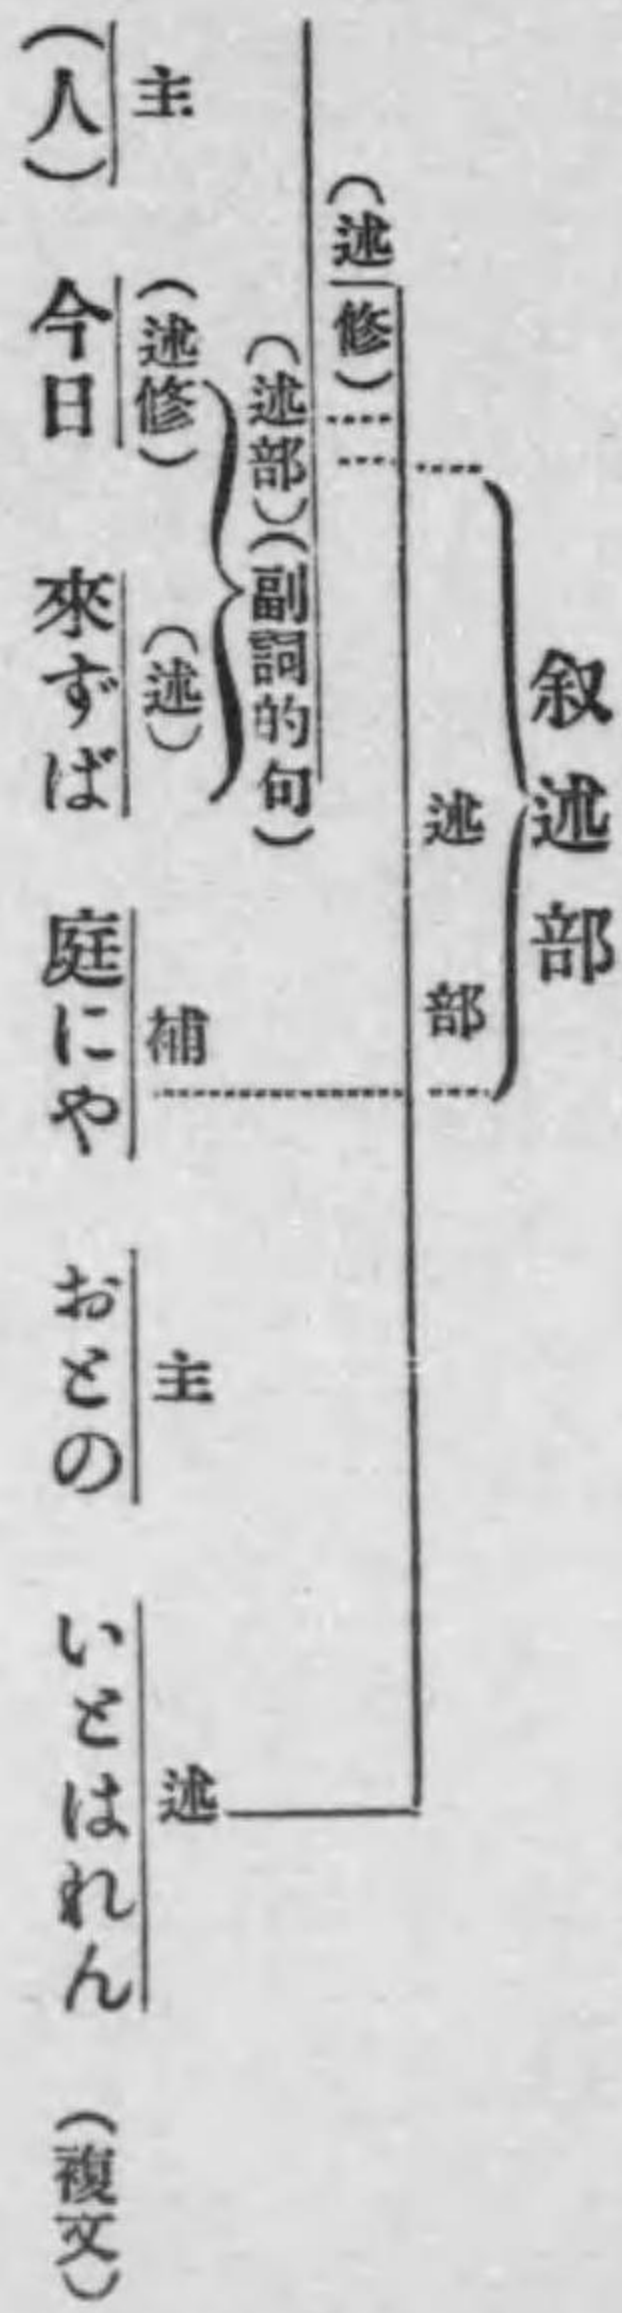 叙述部
述部
(述修)
(述部)(副詞的句)
主 (述修) (述) 補 主 述
(人) 今日 來ずば 庭にや おとの いとはれん (複文)